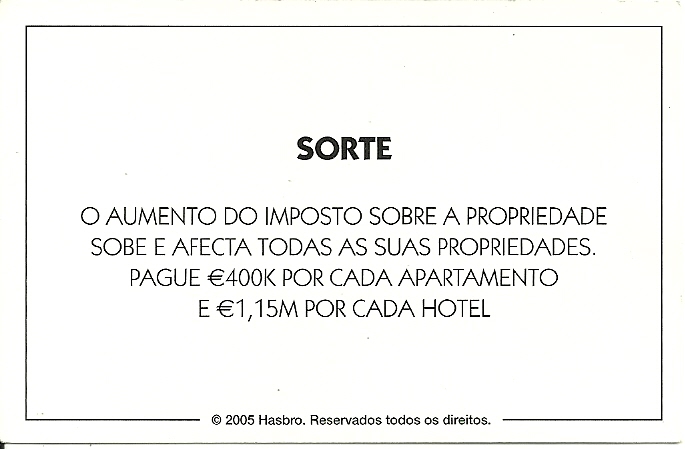 SORTE
O AUMENTO DO IMPOSTO SOBRE A PROPRIEDADE
SOBE E AFECTA TODAS AS SUAS PROPRIEDADES.
PAGUE €400K POR CADA APARTAMENTO
E €1,15M POR CADA HOTEL
© 2005 Hasbro. Reservados todos os direitos.